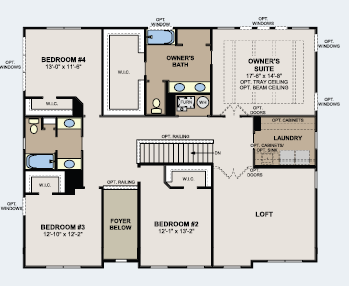 OPT.
WINDOW
OPT. WINDOWS
OPT.
WINDOWS
BEDROOM #4
13'-0" x 11'-6"
W.I.C.
OWNER'S
BATH
OWNER'S
SUITE
17'-6" x 14'-8"
OPT. TRAY CEILING
OPT. BEAM CEILING
OPT.
WINDOWS
W.I.C.
LINEN
W.H.
OPT.
DOORS
OPT. CABINETS
LAUNDRY
OPT. CABINETS/
OPT. SINK
OPT. RAILING
DN
OPT.
DOORS
W.I.C.
OPT. RAILING
W.I.C.
OPT.
WINDOWS
BEDROOM #3
12'-10" x 12'-2"
FOYER
BELOW
BEDROOM #2
12'-1" x 13'-2"
LOFT